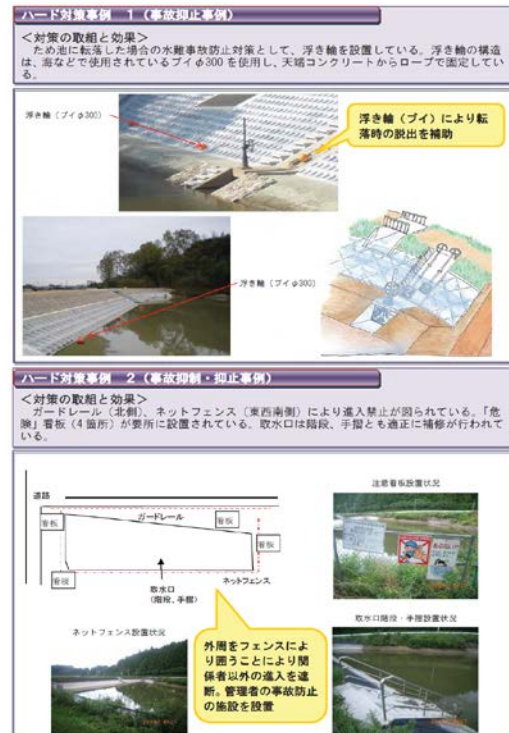 ハード対策事例 1（事故抑止事例）
＜対策の取組と効果＞
ため池に転落した場合の水難事故防止対策として、浮き輪を設置している。浮き輪の構造
は、海などで使用されているブイφ300 を使用し、天端コンクリートからロープで固定してい
る。
浮き輪（ブイφ300）
浮き輪（ブイ）により転
落時の脱出を補助
浮き輪（ブイφ300）
ハード対策事例 2（事故抑制・抑止事例）
＜対策の取組と効果＞
ガードレール（北側）、ネットフェンス（東西南側）により進入禁止が図られている。「危
険」看板（4 箇所）が要所に設置されている。取水口は階段、手摺とも適正に補修が行われて
いる。
道路
ガードレール
看板
看板
看板
看板
取水口
（階段、手摺）
ネットフェンス
注意看板設置状況
あぶない
ネットフェンス設置状況
外周をフェンスによ
り囲うことにより関
係者以外の進入を遮
断。管理者の事故防止
の施設を設置
取水口階段・手摺設置状況